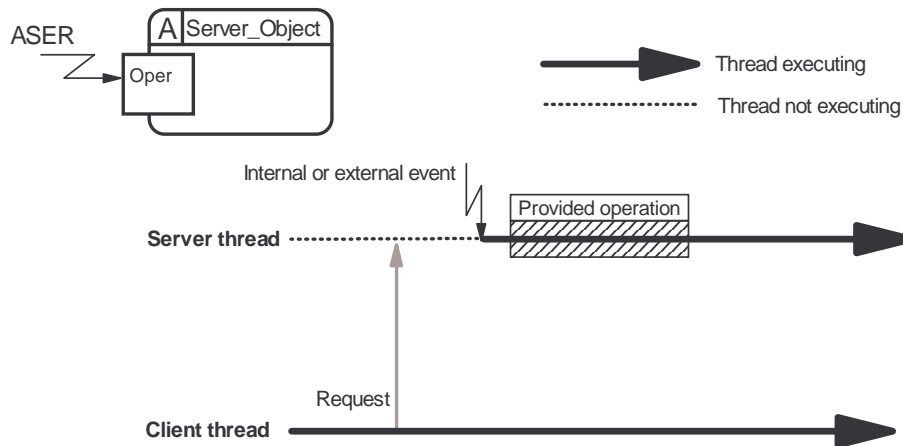 ASER
A Server_Object
Oper
Thread executing
Thread not executing
Internal or external event
Provided operation
Server thread
Request
Client thread